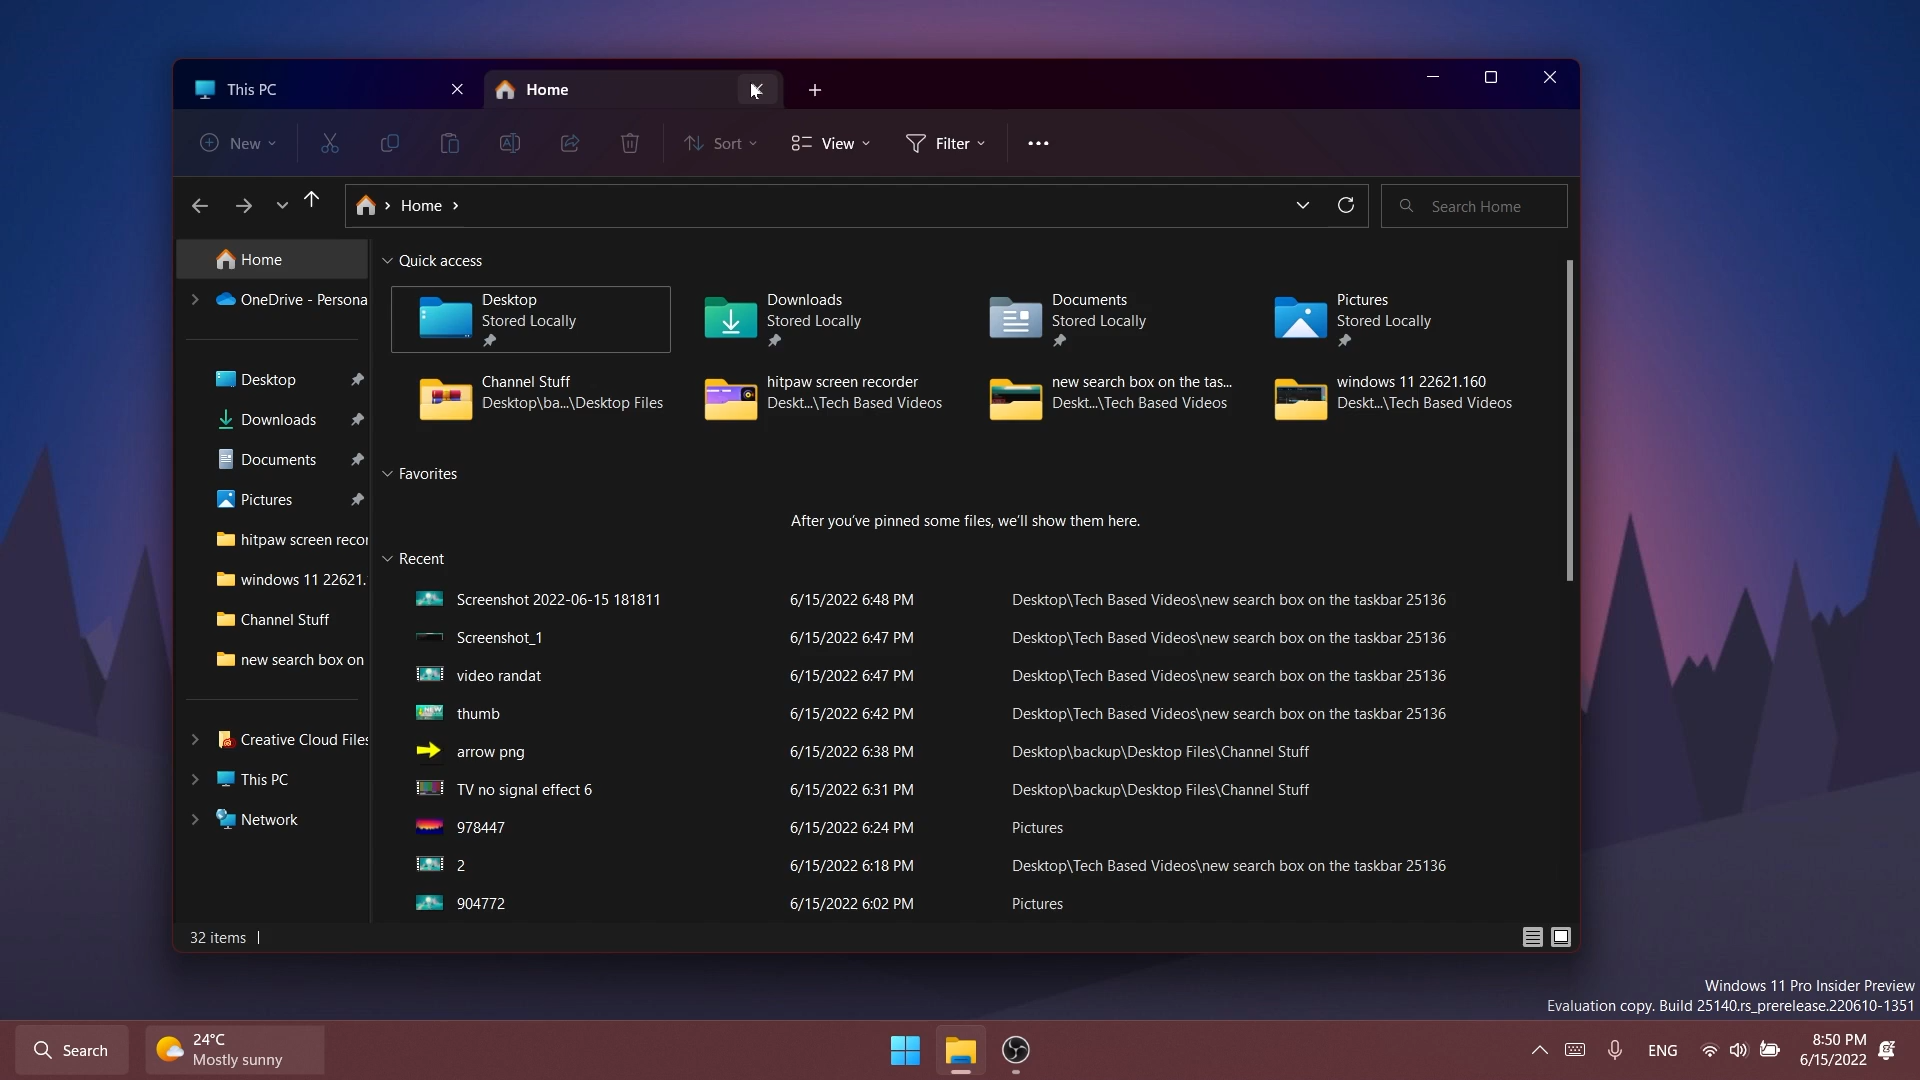 This PC
Home
New
Sort
View
Filter
Home
Search Home
Home
OneDrive - Persona
Desktop
Downloads
Documents
Pictures
hitpaw screen recor
windows 11 22621.
Channel Stuff
new search box on
Creative Cloud Files
This PC
Network
Quick access
Desktop
Stored Locally
Downloads
Stored Locally
Documents
Stored Locally
Pictures
Stored Locally
Channel Stuff
Desktop\ba...\Desktop Files
hitpaw screen recorder
Deskt...\Tech Based Videos
new search box on the tas...
Deskt...\Tech Based Videos
windows 11 22621.160
Deskt...\Tech Based Videos
Favorites
After you've pinned some files, we'll show them here.
Recent
Screenshot 2022-06-15 181811 6/15/2022 6:48 PM Desktop\Tech Based Videos\new search box on the taskbar 25136
Screenshot_1 6/15/2022 6:47 PM Desktop\Tech Based Videos\new search box on the taskbar 25136
video randat 6/15/2022 6:47 PM Desktop\Tech Based Videos\new search box on the taskbar 25136
thumb 6/15/2022 6:42 PM Desktop\Tech Based Videos\new search box on the taskbar 25136
arrow png 6/15/2022 6:38 PM Desktop\backup\Desktop Files\Channel Stuff
TV no signal effect 6 6/15/2022 6:31 PM Desktop\backup\Desktop Files\Channel Stuff
978447 6/15/2022 6:24 PM Pictures
2 6/15/2022 6:18 PM Desktop\Tech Based Videos\new search box on the taskbar 25136
904772 6/15/2022 6:02 PM Pictures
32 items
Windows 11 Pro Insider Preview
Evaluation copy. Build 25140.rs_prerelease.220610-1351
Search
24°C
Mostly sunny
ENG
8:50 PM
6/15/2022